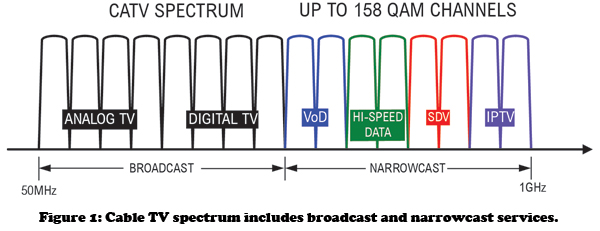 CATV SPECTRUM UP TO 158 QAM CHANNELS
ANALOG TV DIGITAL TV VoD HI-SPEED DATA SDV IPTV
BROADCAST NARROWCAST
50MHz 1GHz
Figure 1: Cable TV spectrum includes broadcast and narrowcast services.